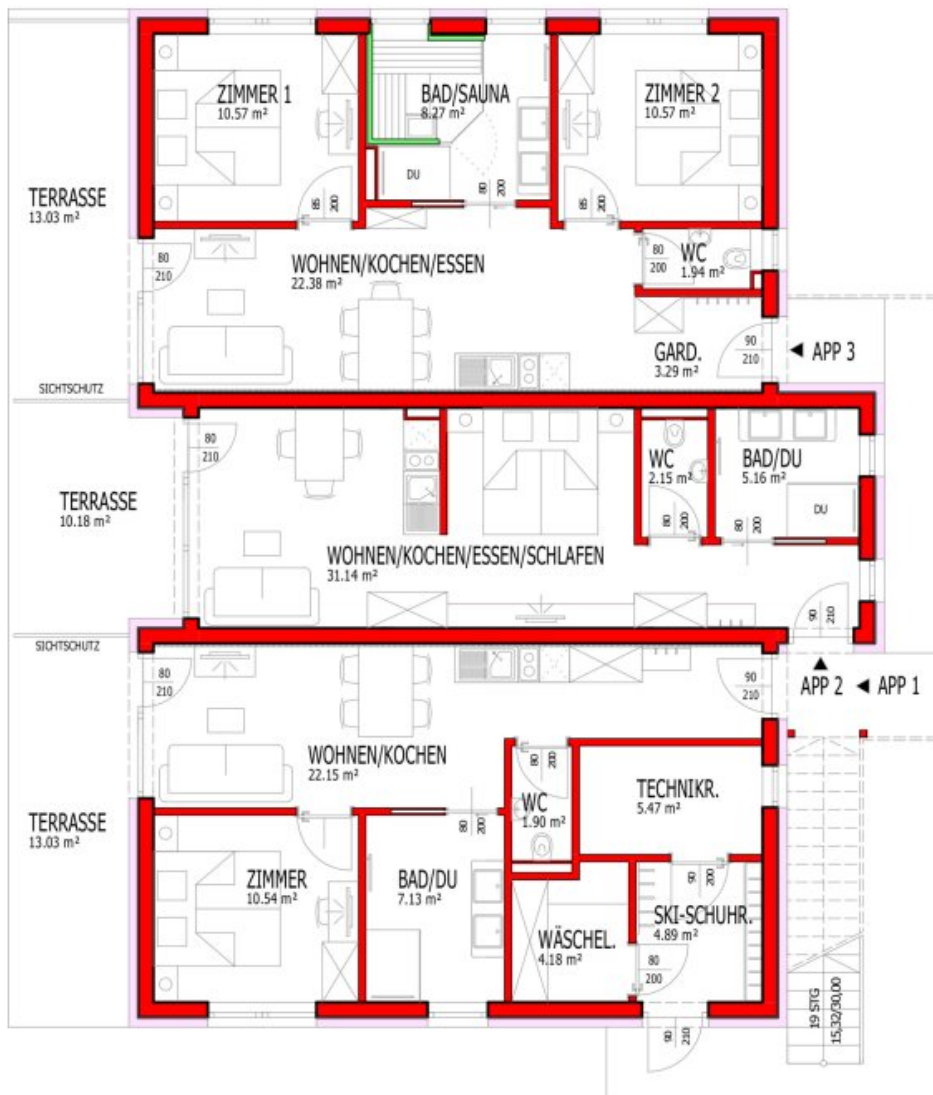 ZIMMER 1
10.57 m²
BAD/SAUNA
8.27 m²
ZIMMER 2
10.57 m²
DU
TERRASSE
13.03 m²
85
200
80
200
85
200
80
210
WOHNEN/KOCHEN/ESSEN
22.38 m²
80
200
WC
1.94 m²
GARD.
3.29 m²
90
210
APP 3
SICHTSCHUTZ
80
210
TERRASSE
10.18 m²
WC
2.15 m²
BAD/DU
5.16 m²
DU
80
200
80
200
WOHNEN/KOCHEN/ESSEN/SCHLAFEN
31.14 m²
90
210
SICHTSCHUTZ
80
210
90
210
APP 2
APP 1
WOHNEN/KOCHEN
22.15 m²
80
200
TECHNIKR.
5.47 m²
WC
1.90 m²
TERRASSE
13.03 m²
80
200
ZIMMER
10.54 m²
BAD/DU
7.13 m²
90
200
SKI-SCHUHR.
4.89 m²
WÄSCHEL.
4.18 m²
80
200
19 STG
15,32/30,00
90
210